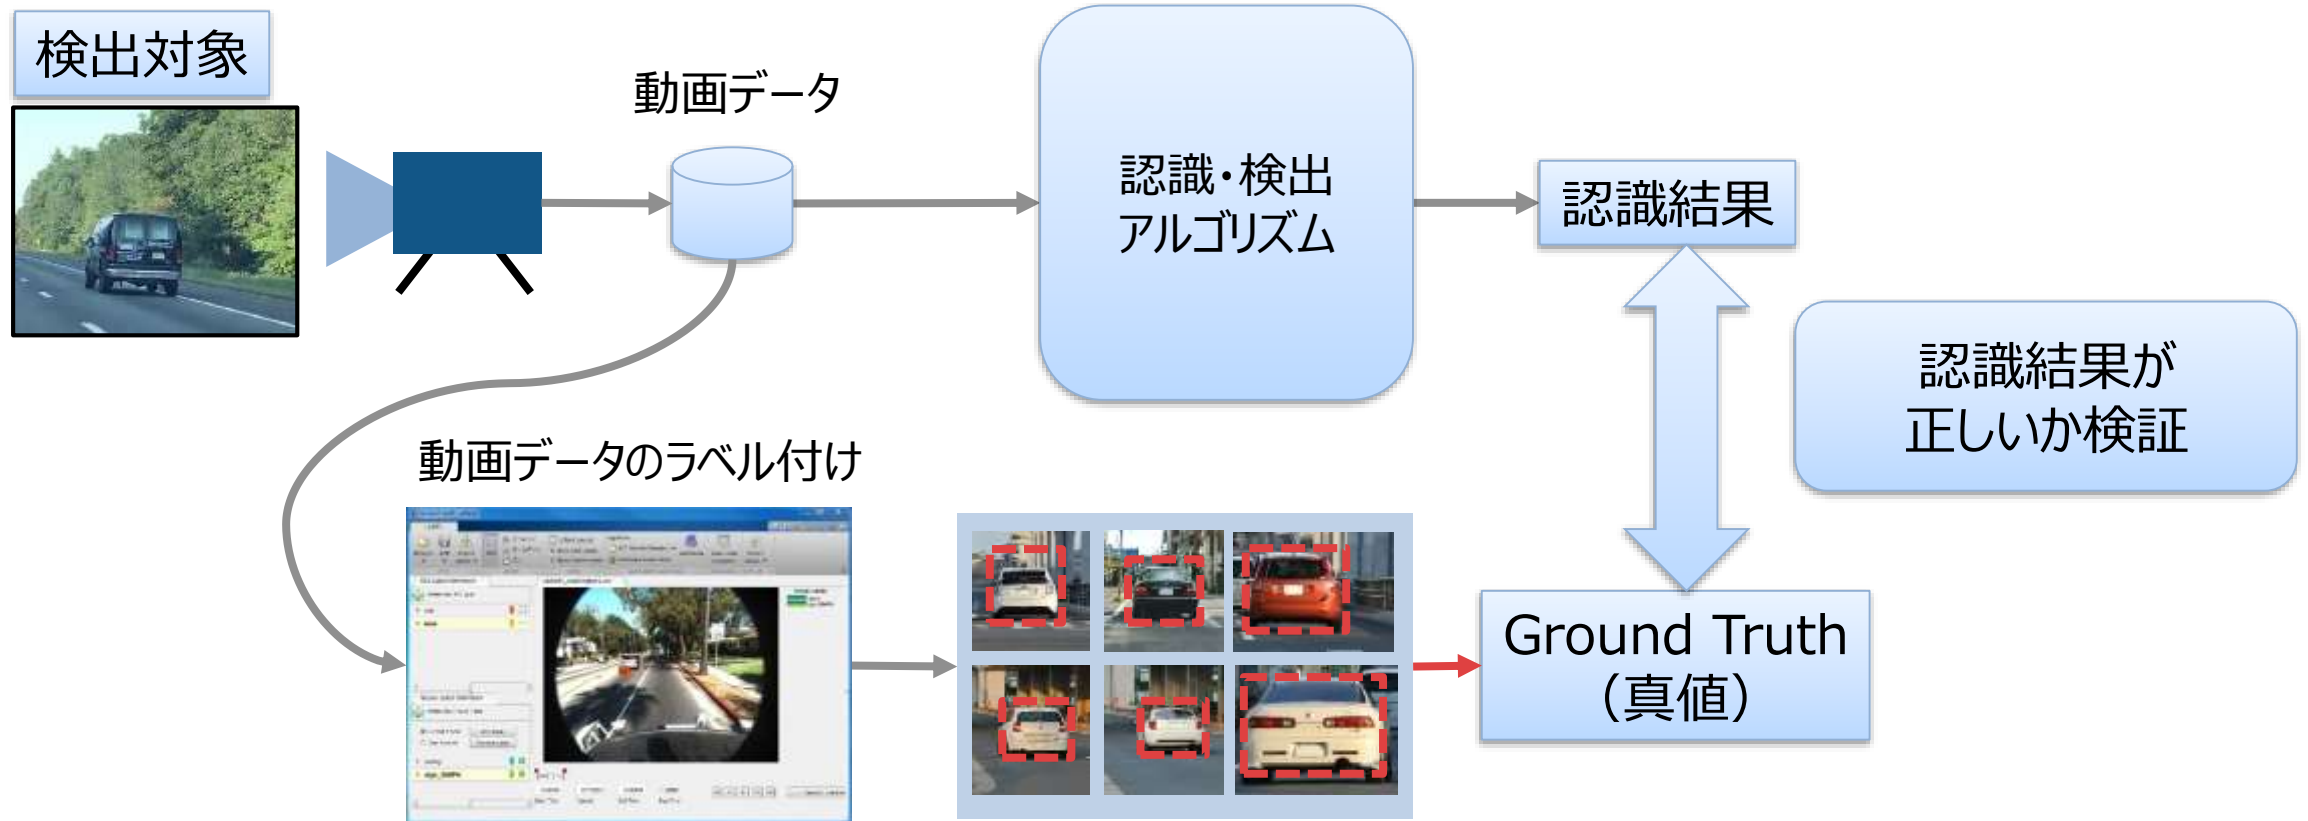 検出対象
動画データ
認識・検出
アルゴリズム
認識結果
認識結果が
正しいか検証
動画データのラベル付け
Ground Truth
（真値）